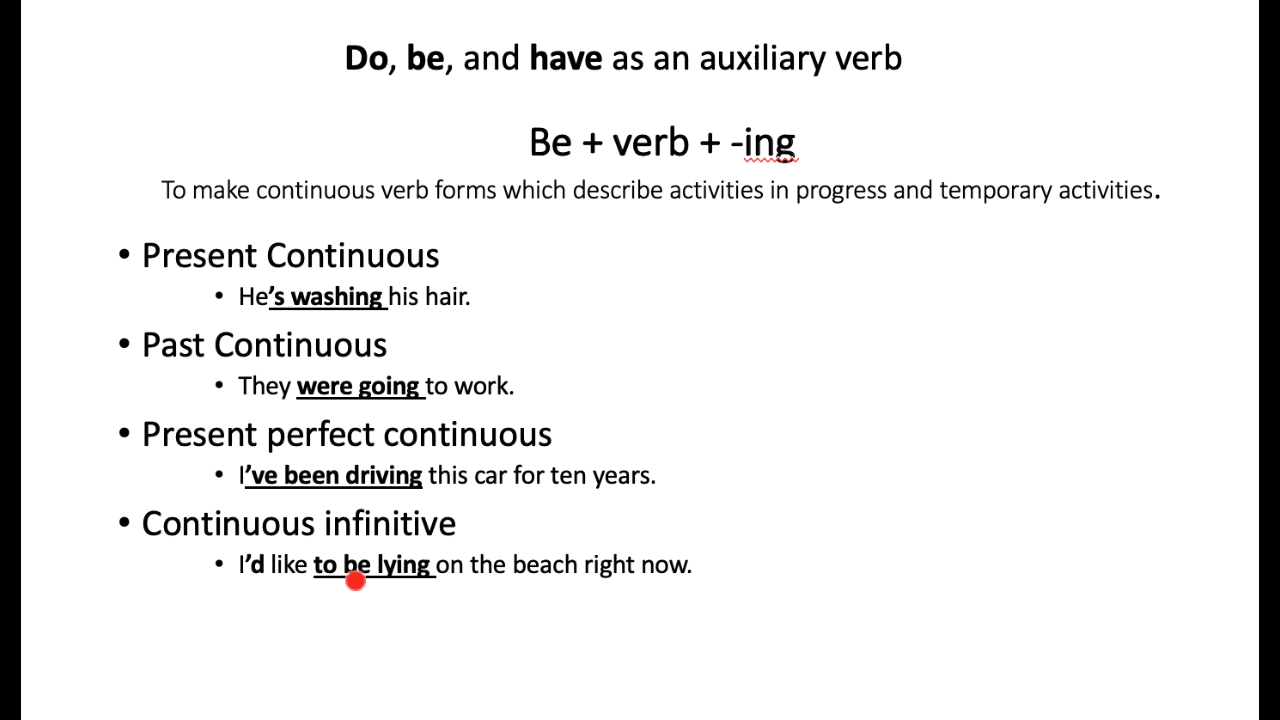 Do, be, and have as an auxiliary verb
Be + verb + -ing
To make continuous verb forms which describe activities in progress and temporary activities.
• Present Continuous
• He’s washing his hair.
• Past Continuous
• They were going to work.
• Present perfect continuous
• I’ve been driving this car for ten years.
• Continuous infinitive
• I’d like to be lying on the beach right now.